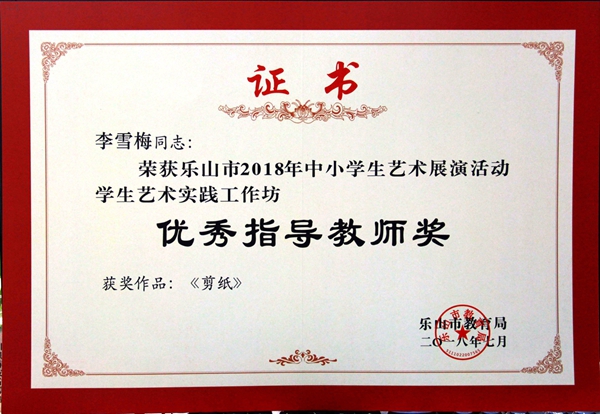 证书
李雪梅同志：
荣获乐山市2018年中小学生艺术展演活动
学生艺术实践工作坊
优秀指导教师奖
获奖作品：《剪纸》
乐山市教育局
二〇一八年七月